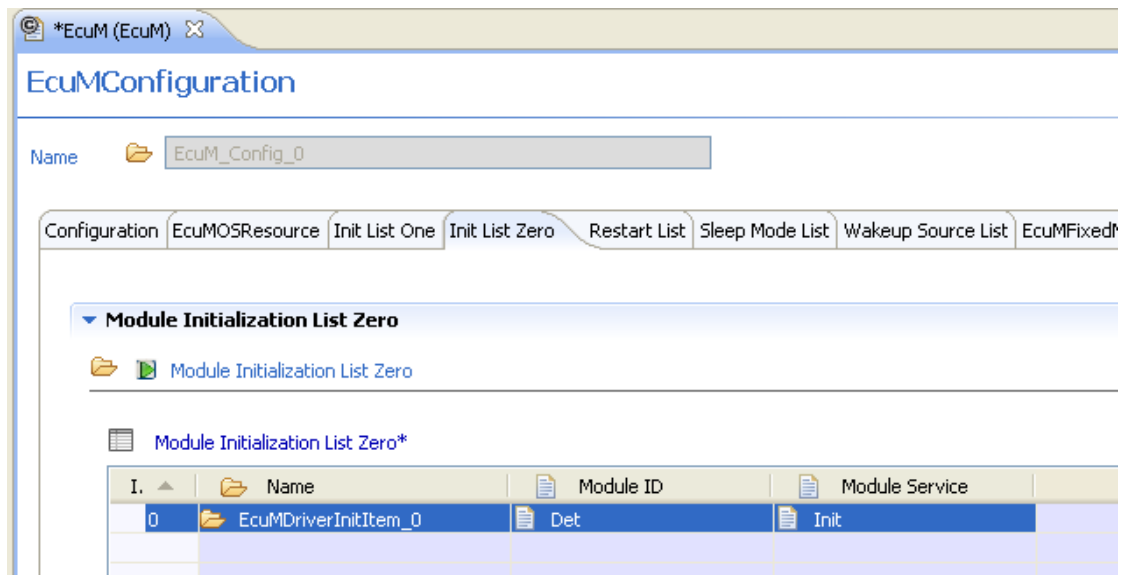 *EcuM (EcuM)
EcuMConfiguration
Name EcuM_Config_0
Configuration EcuMOSResource Init List One Init List Zero Restart List Sleep Mode List Wakeup Source List EcuMFixedM
Module Initialization List Zero
Module Initialization List Zero
Module Initialization List Zero*
I. Name Module ID Module Service
0 EcuMDriverInitItem_0 Det Init